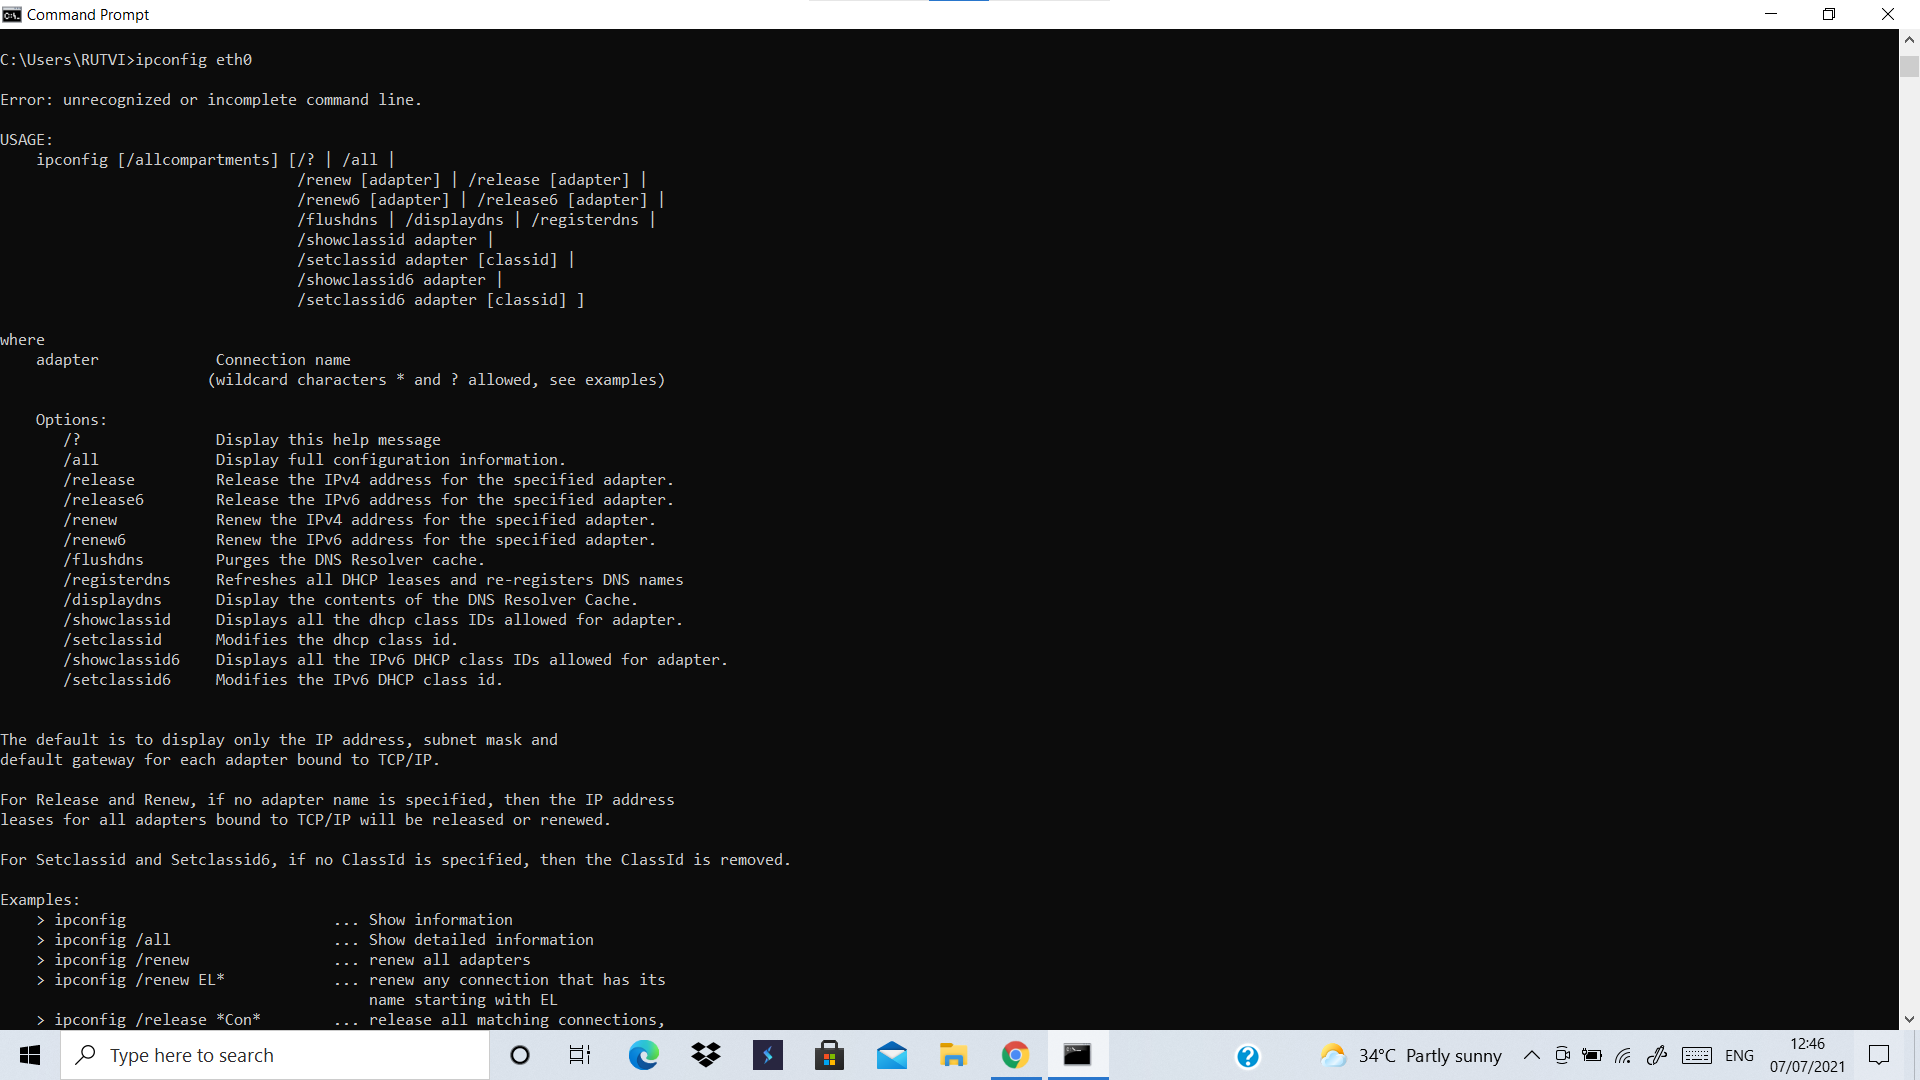 Command Prompt
C:\Users\RUTVI>ipconfig eth0
Error: unrecognized or incomplete command line.
USAGE:
    ipconfig [/allcompartments] [/? | /all |
                                 /renew [adapter] | /release [adapter] |
                                 /renew6 [adapter] | /release6 [adapter] |
                                 /flushdns | /displaydns | /registerdns |
                                 /showclassid adapter |
                                 /setclassid adapter [classid] |
                                 /showclassid6 adapter |
                                 /setclassid6 adapter [classid] ]
where
    adapter             Connection name
                       (wildcard characters * and ? allowed, see examples)
    Options:
       /?               Display this help message
       /all             Display full configuration information.
       /release         Release the IPv4 address for the specified adapter.
       /release6        Release the IPv6 address for the specified adapter.
       /renew           Renew the IPv4 address for the specified adapter.
       /renew6          Renew the IPv6 address for the specified adapter.
       /flushdns        Purges the DNS Resolver cache.
       /registerdns     Refreshes all DHCP leases and re-registers DNS names
       /displaydns      Display the contents of the DNS Resolver Cache.
       /showclassid     Displays all the dhcp class IDs allowed for adapter.
       /setclassid      Modifies the dhcp class id.
       /showclassid6    Displays all the IPv6 DHCP class IDs allowed for adapter.
       /setclassid6     Modifies the IPv6 DHCP class id.
The default is to display only the IP address, subnet mask and
default gateway for each adapter bound to TCP/IP.
For Release and Renew, if no adapter name is specified, then the IP address
leases for all adapters bound to TCP/IP will be released or renewed.
For Setclassid and Setclassid6, if no ClassId is specified, then the ClassId is removed.
Examples:
    > ipconfig                       ... Show information
    > ipconfig /all                  ... Show detailed information
    > ipconfig /renew                ... renew all adapters
    > ipconfig /renew EL*            ... renew any connection that has its
                                         name starting with EL
    > ipconfig /release *Con*        ... release all matching connections,
Type here to search
34°C Partly sunny
ENG
12:46
07/07/2021